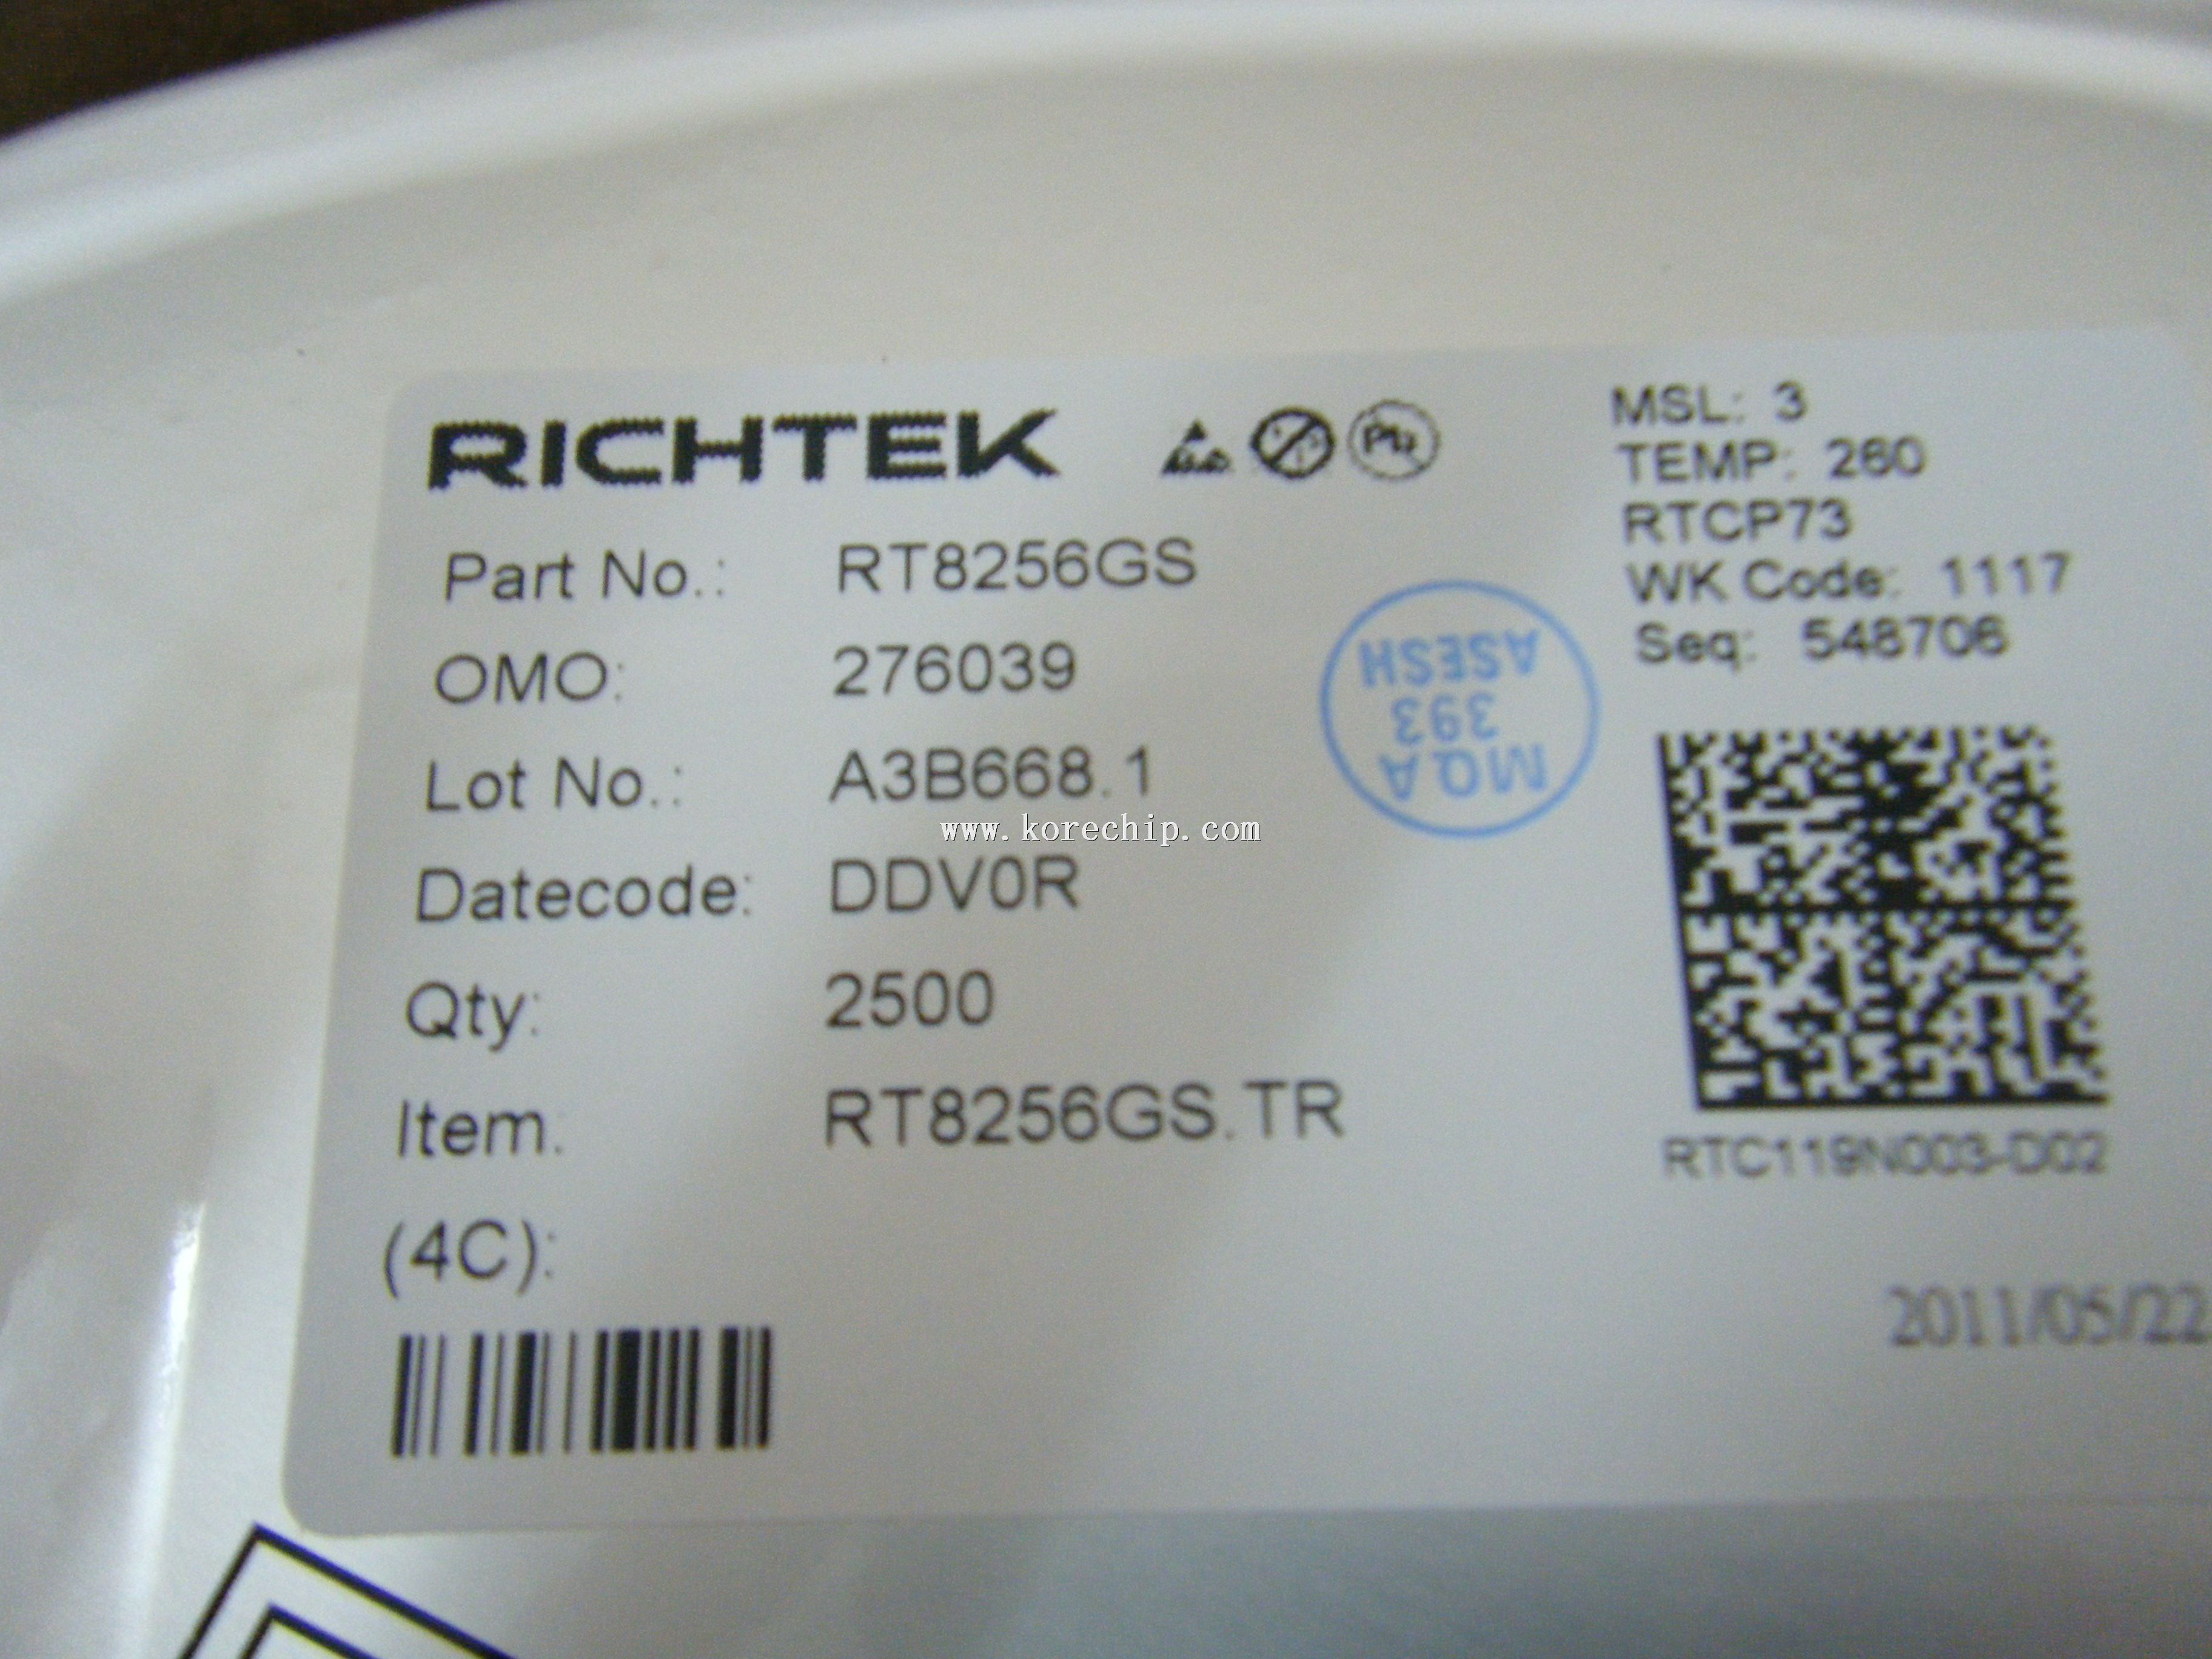 RICHTEK
Pb
MSL: 3
TEMP: 260
RTCP73
WK Code: 1117
Seq: 548706
Part No.: RT8256GS
OMO: 276039
Lot No.: A3B668.1
Datecode: DDV0R
Qty: 2500
Item. RT8256GS.TR
(4C):
MQA
393
ASESH
www.korechip.com
RTC119N003-D02
2011/05/22